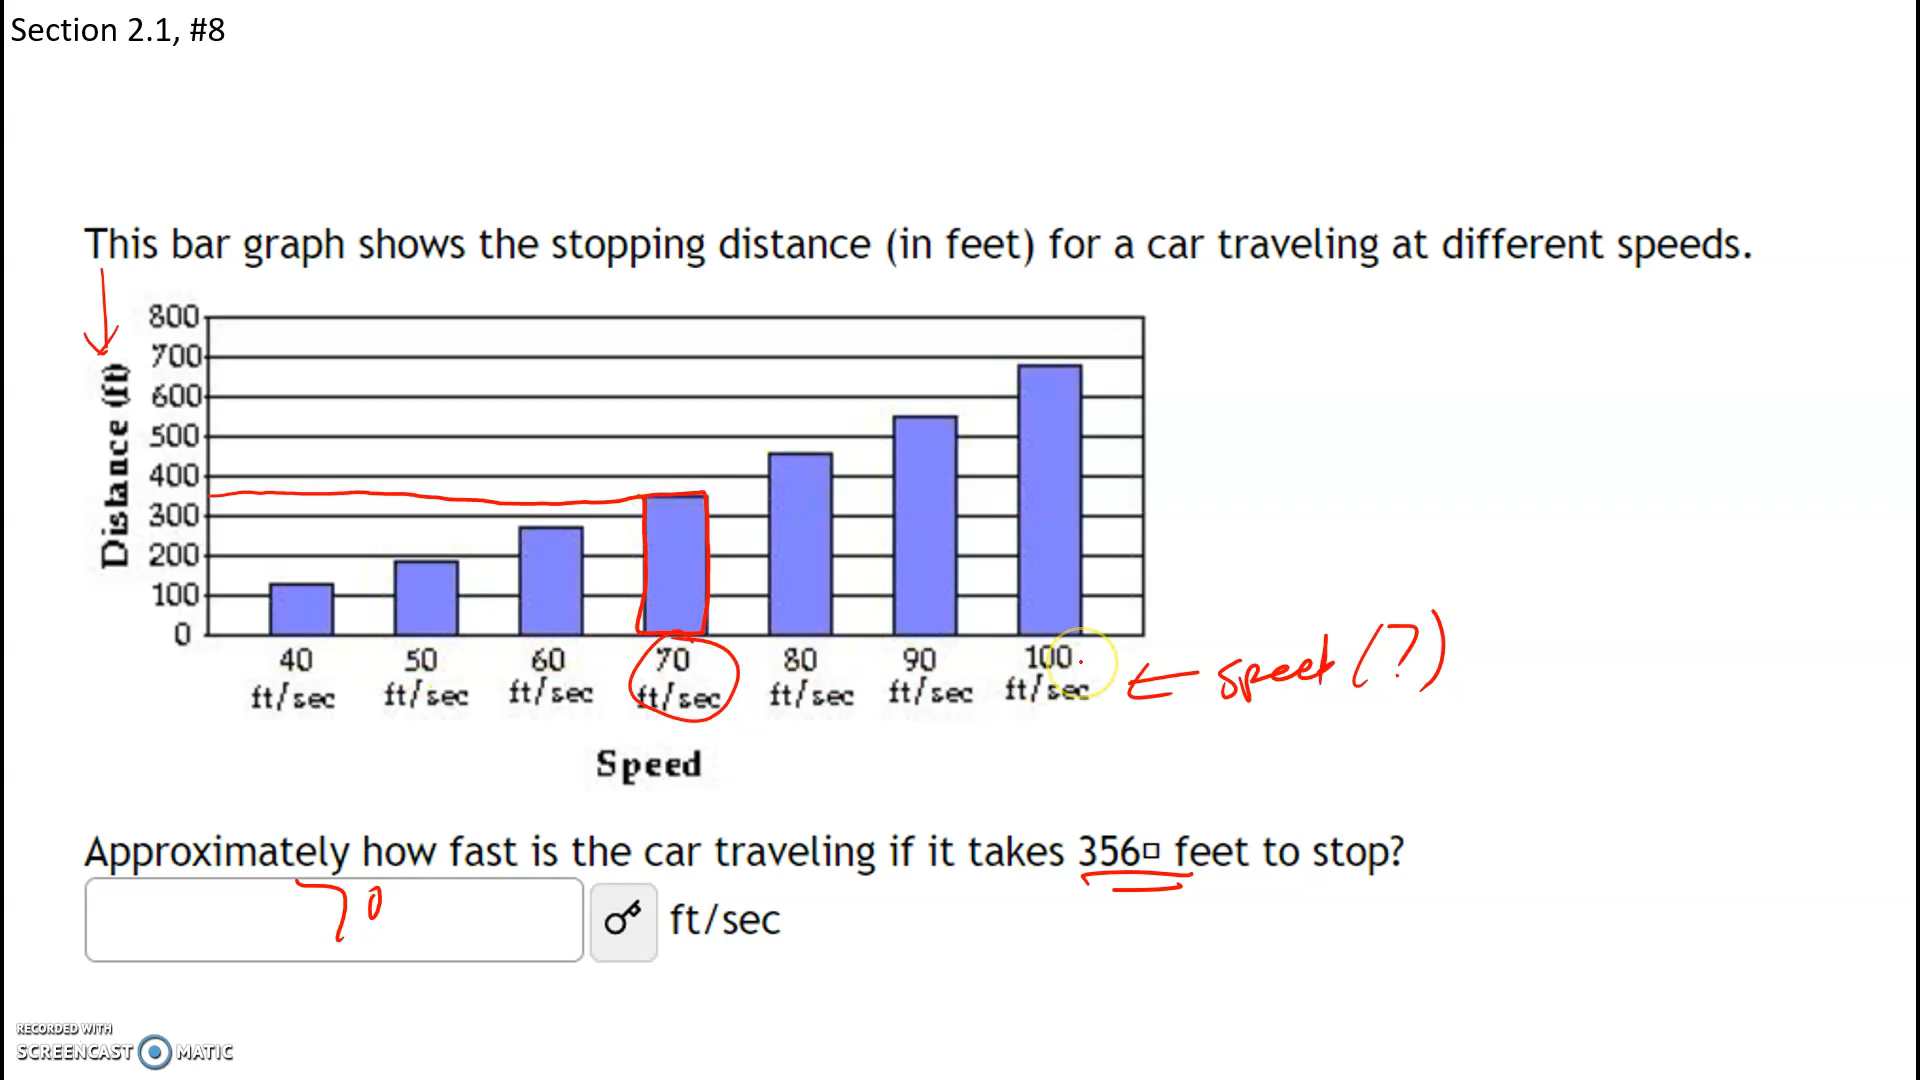 Section 2.1, #8
This bar graph shows the stopping distance (in feet) for a car traveling at different speeds.
800
700
600
500
400
300
200
100
0
Distance (ft)
40 50 60 70 80 90 100
ft/sec ft/sec ft/sec ft/sec ft/sec ft/sec ft/sec
← speed (?)
Speed
Approximately how fast is the car traveling if it takes 356□ feet to stop?
70
ft/sec
RECORDED WITH
SCREENCAST MATIC